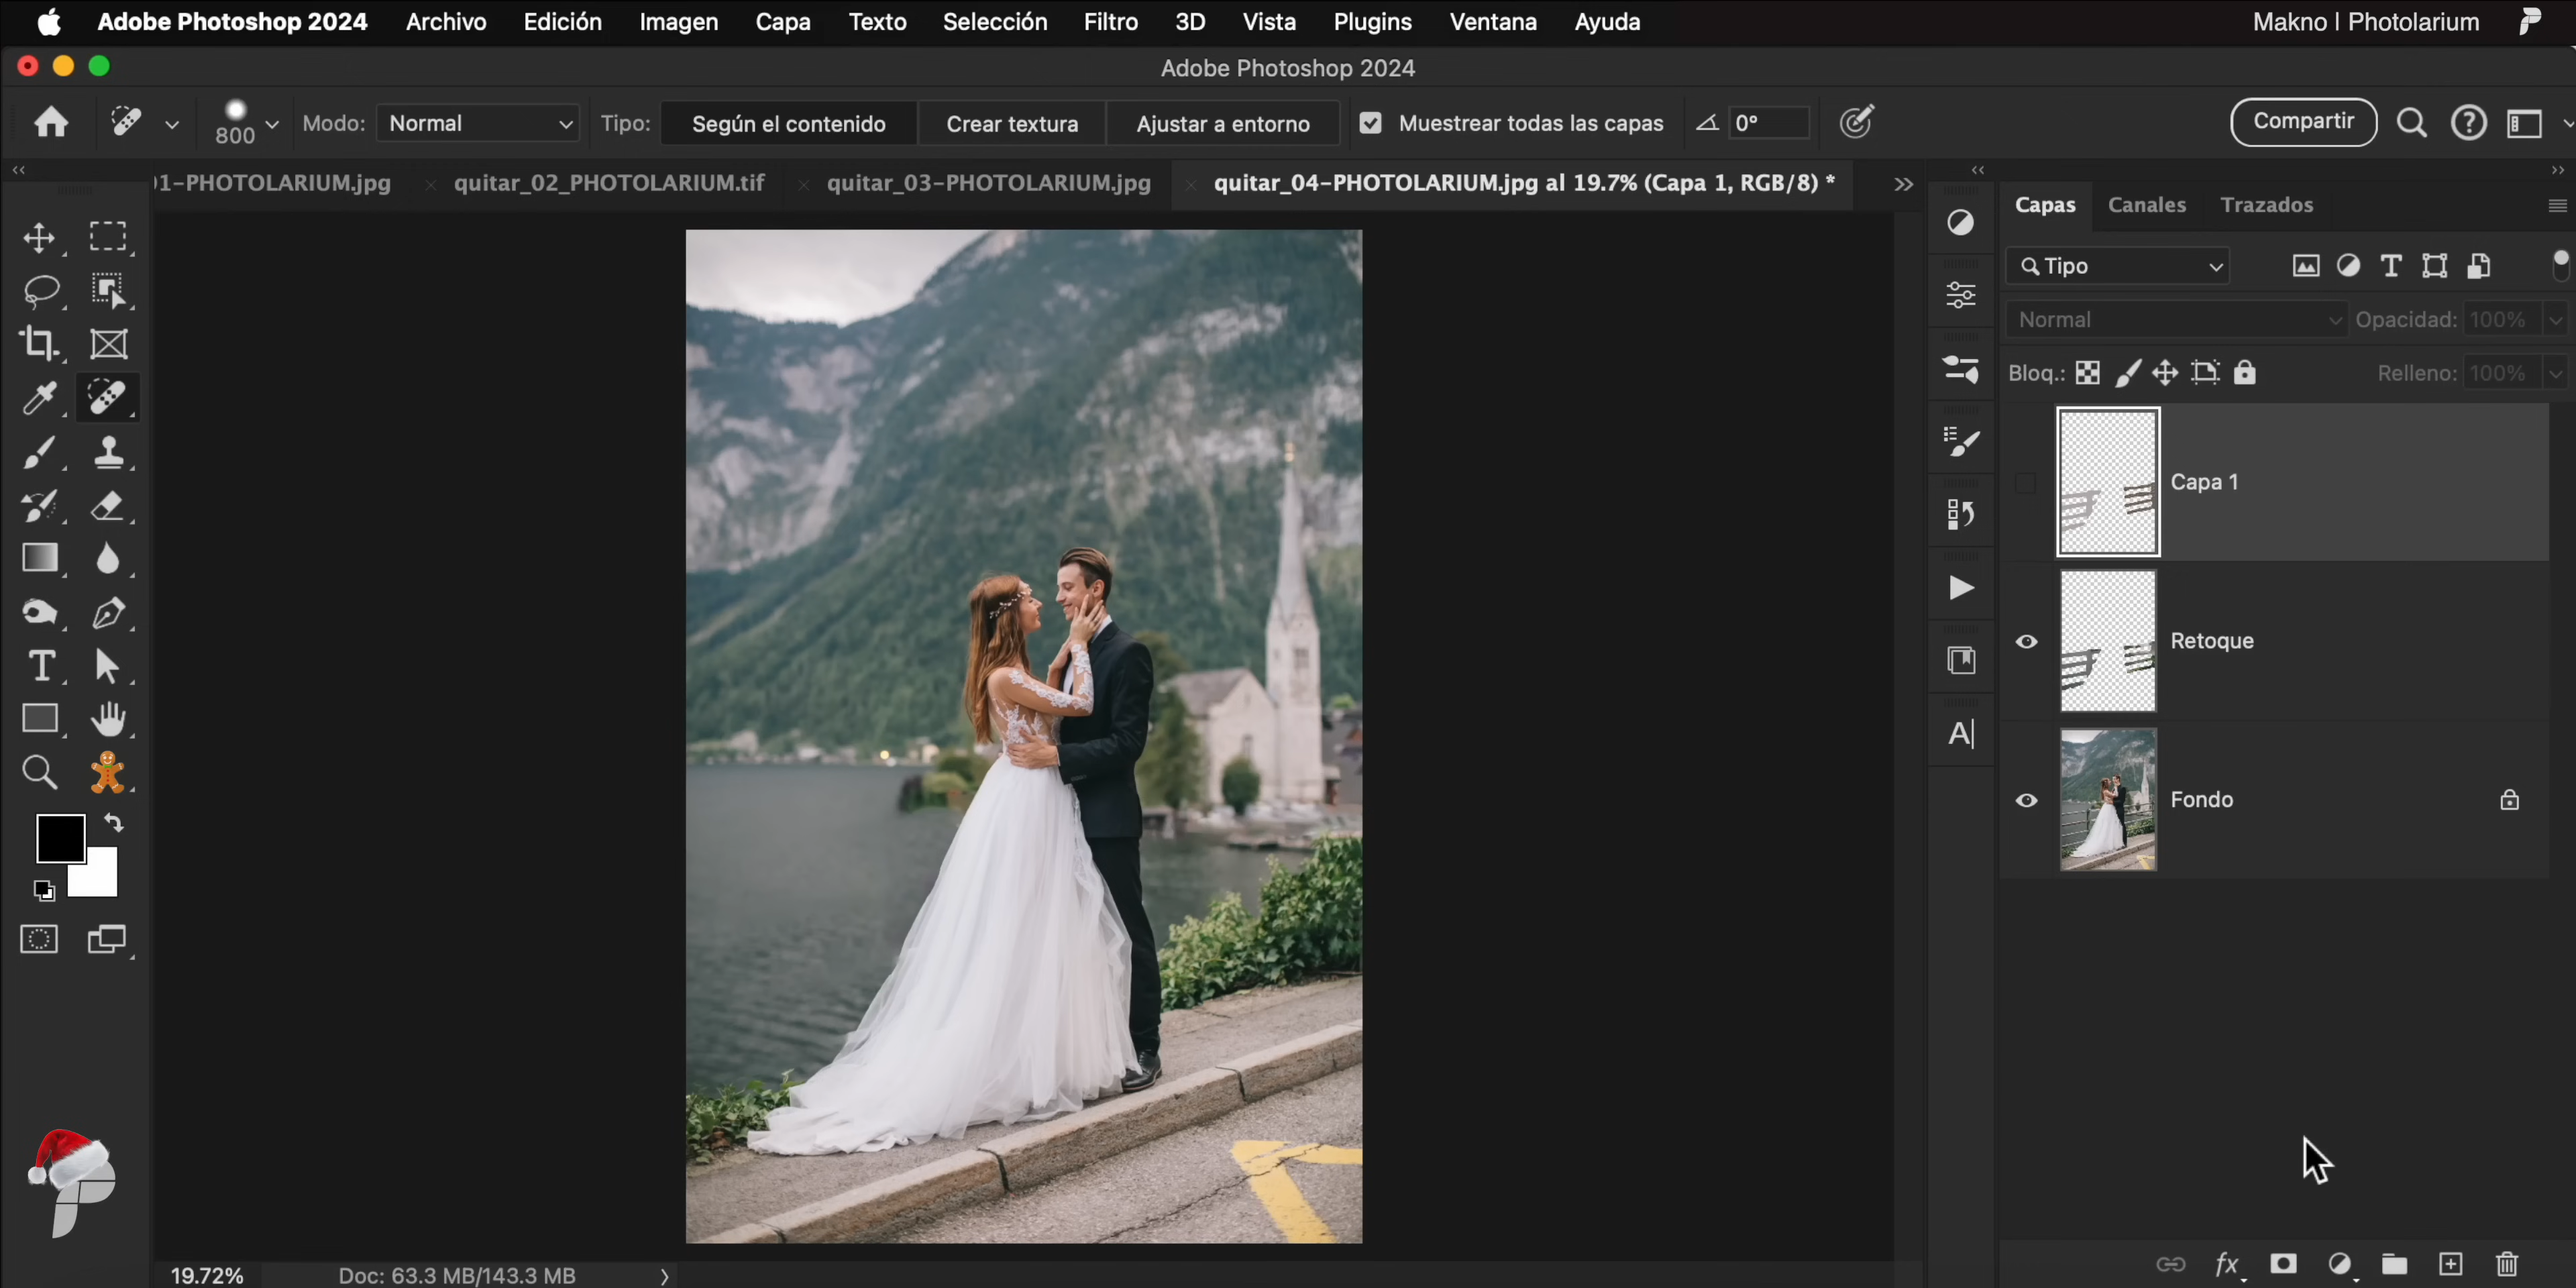 Adobe Photoshop 2024 Archivo Edición Imagen Capa Texto Selección Filtro 3D Vista Plugins Ventana Ayuda Makno | Photolarium
Adobe Photoshop 2024
800 Modo: Normal Tipo: Según el contenido Crear textura Ajustar a entorno Muestrear todas las capas 0° Compartir
1-PHOTOLARIUM.jpg quitar_02_PHOTOLARIUM.tif quitar_03-PHOTOLARIUM.jpg quitar_04-PHOTOLARIUM.jpg al 19.7% (Capa 1, RGB/8) *
Capas Canales Trazados
Tipo
Normal Opacidad: 100%
Bloq.: Relleno: 100%
Capa 1
Retoque
Fondo
19.72% Doc: 63.3 MB/143.3 MB